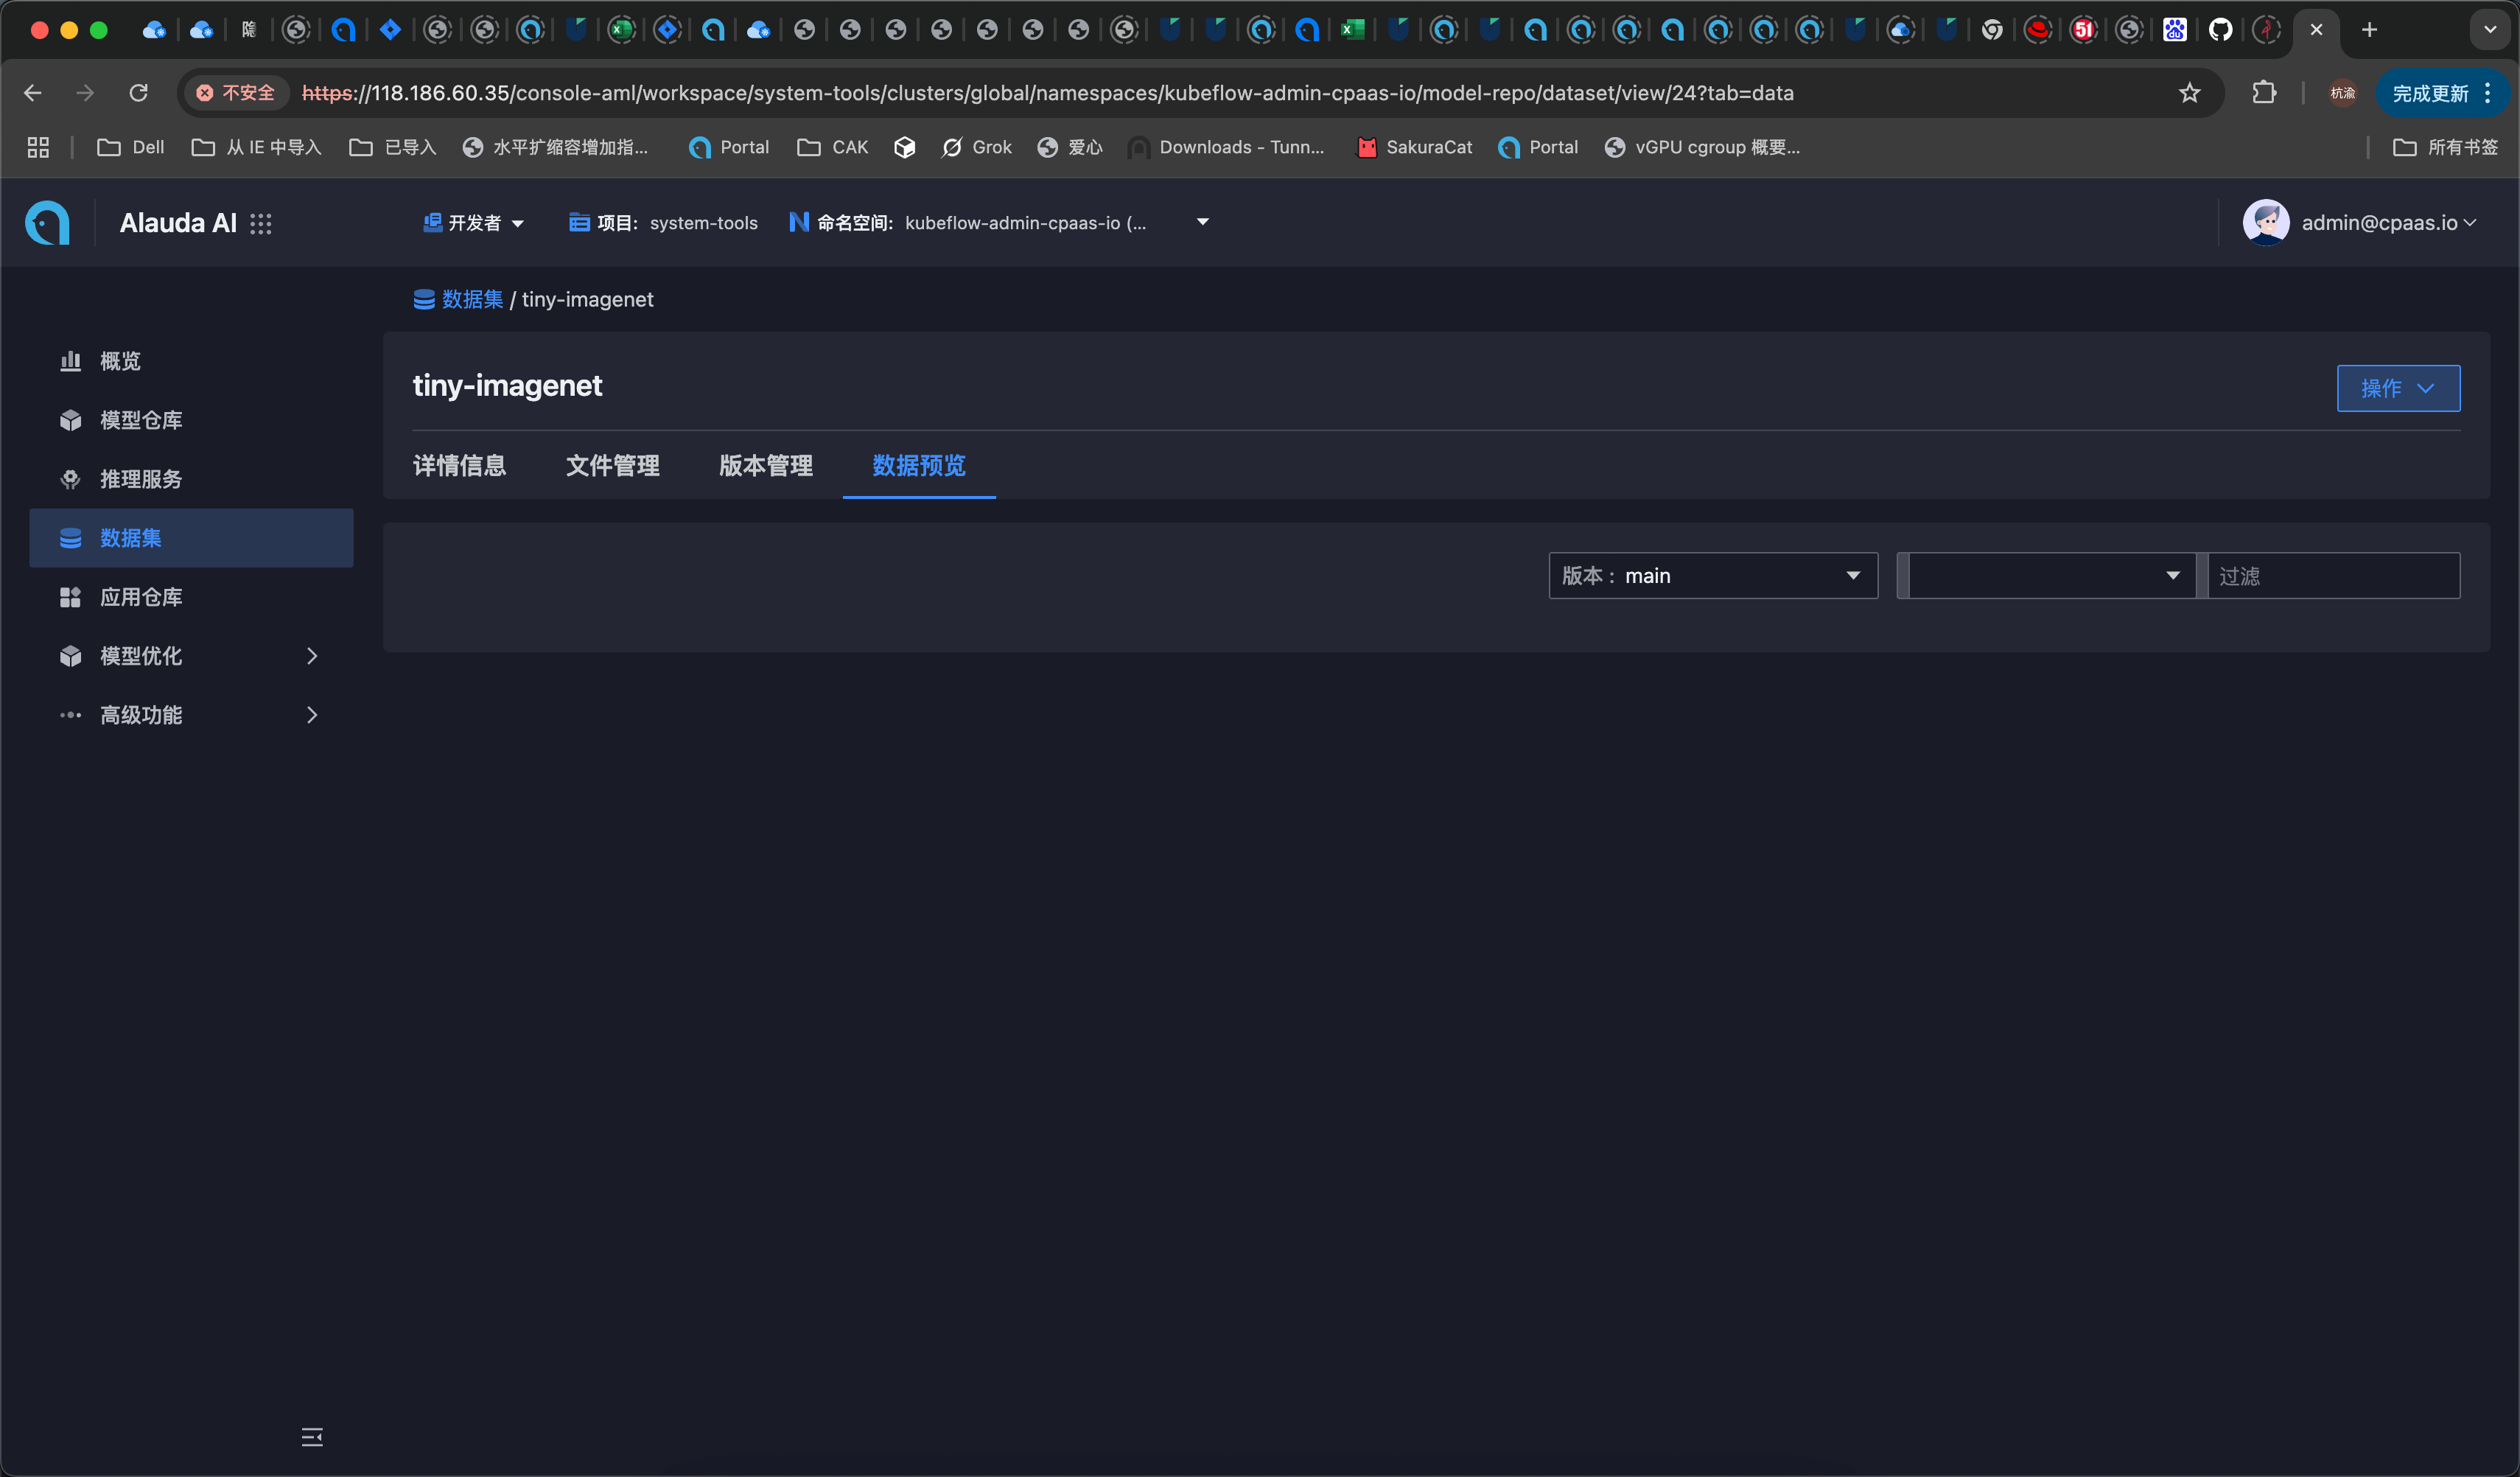 不安全 https://118.186.60.35/console-aml/workspace/system-tools/clusters/global/namespaces/kubeflow-admin-cpaas-io/model-repo/dataset/view/24?tab=data 杭渝 完成更新
Dell 从 IE 中导入 已导入 水平扩缩容增加指... Portal CAK Grok 爱心 Downloads - Tunn... SakuraCat Portal vGPU cgroup 概要... 所有书签
Alauda AI 开发者 项目: system-tools 命名空间: kubeflow-admin-cpaas-io (... admin@cpaas.io
数据集 / tiny-imagenet
概览
模型仓库
推理服务
数据集
应用仓库
模型优化
高级功能
tiny-imagenet
操作
详情信息 文件管理 版本管理 数据预览
版本 : main 过滤